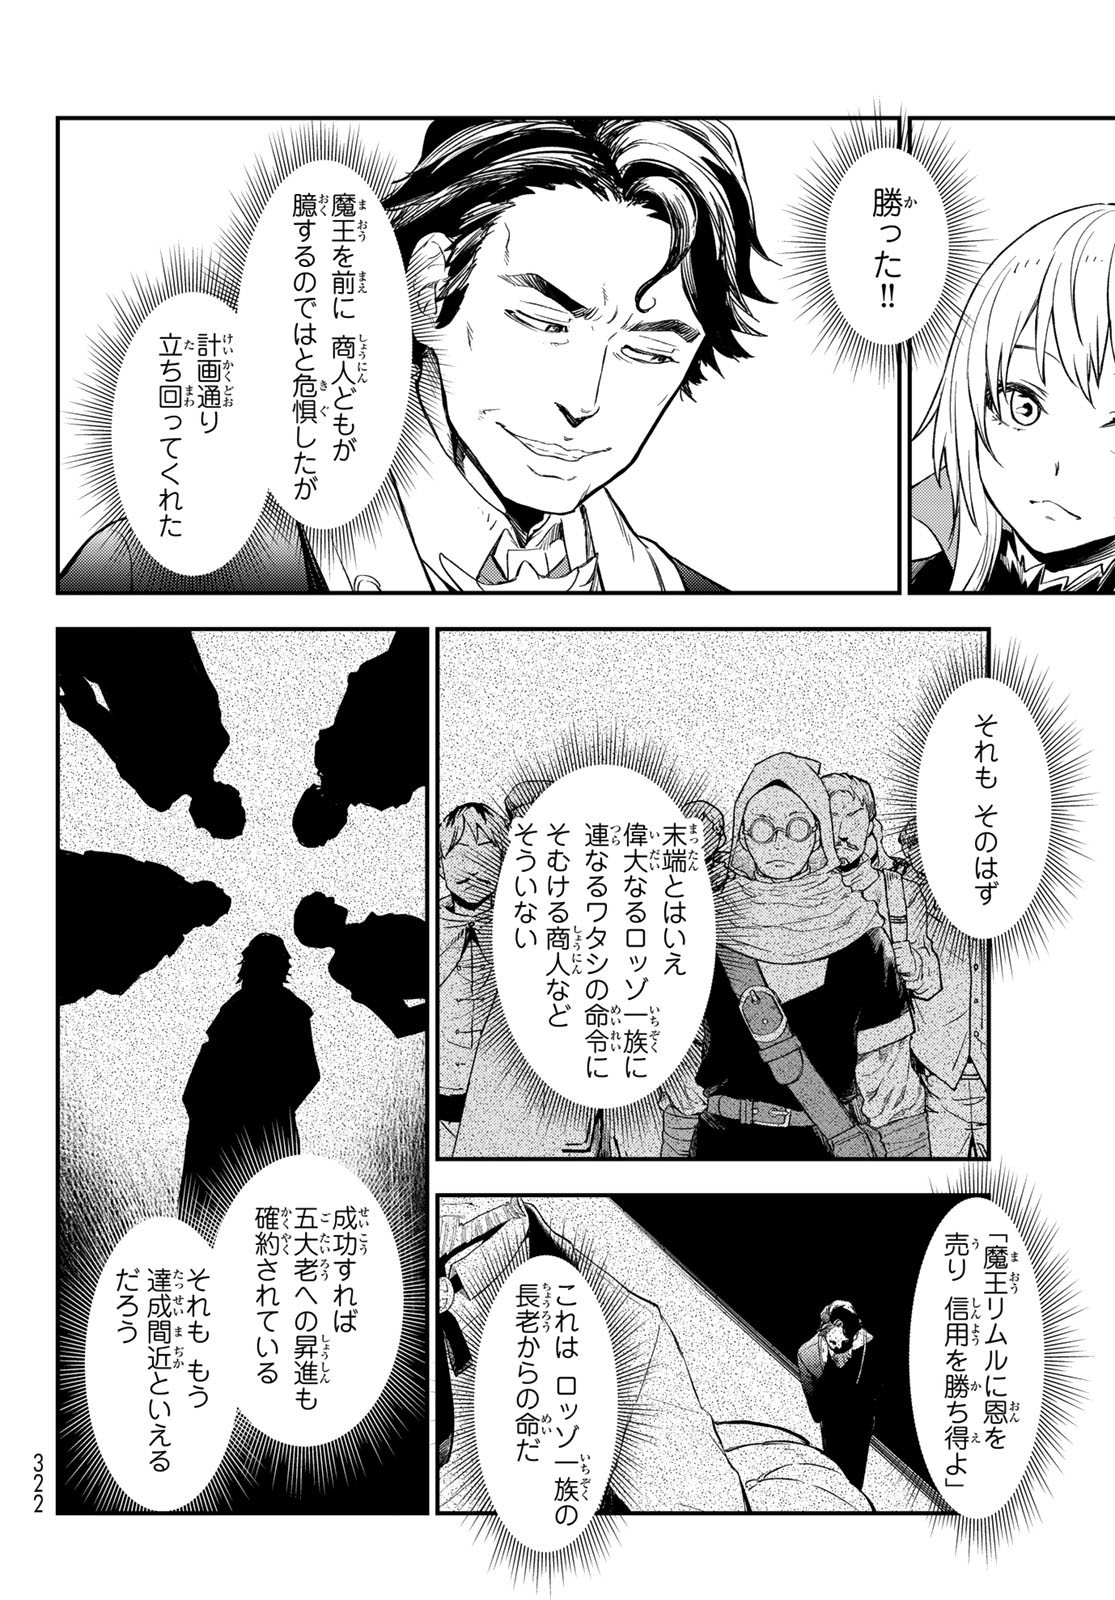 勝った!!
魔王を前に 商人どもが
臆するのではと危惧したが
計画通り
立ち回ってくれた
それも そのはず
末端とはいえ
偉大なるロッゾ一族に
連なるワタシの命令に
そむける商人など
そういない
「魔王リムルに恩を
売り 信用を勝ち得よ」
これは ロッゾ一族の
長老からの命だ
成功すれば
五大老への昇進も
確約されている
それも もう
達成間近といえる
だろう
322